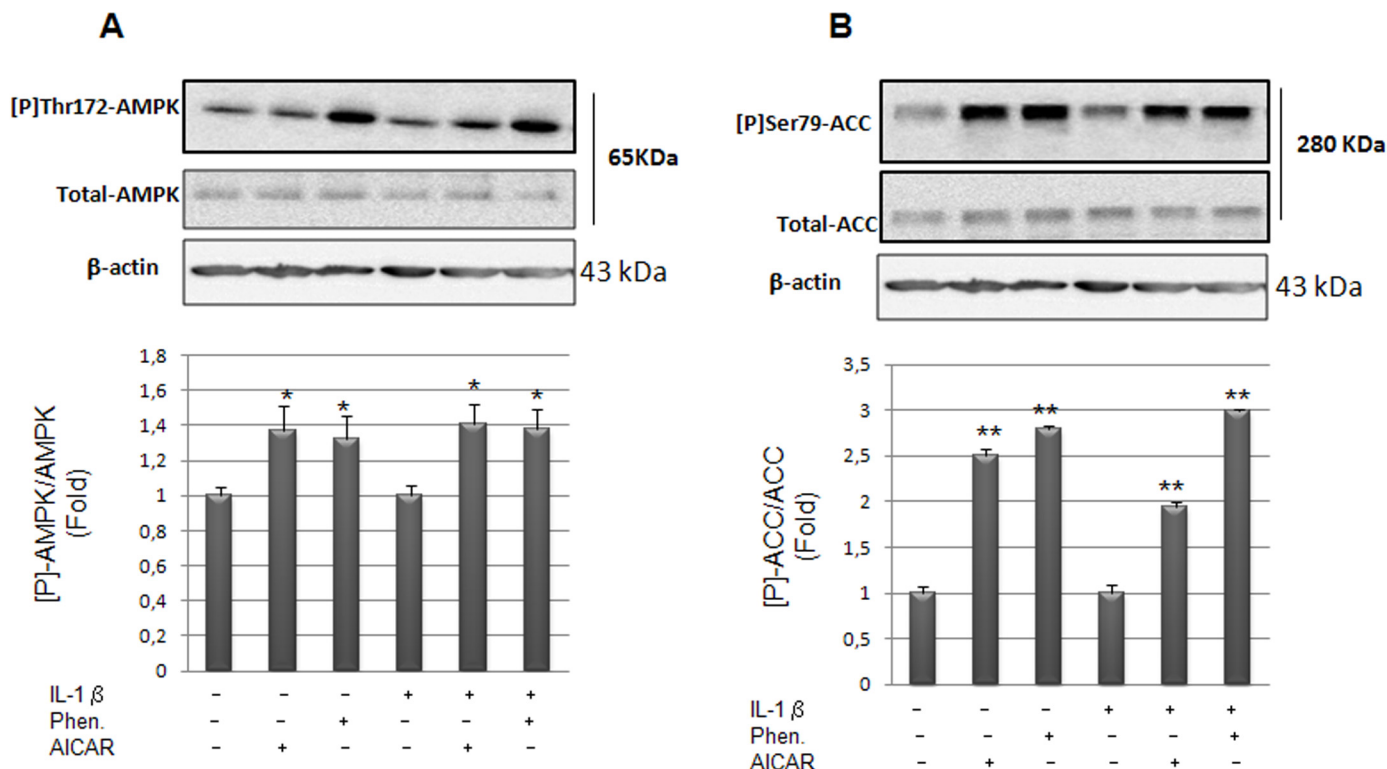 A
[P]Thr172-AMPK
65KDa
Total-AMPK
β-actin
43 kDa
[P]-AMPK/AMPK
(Fold)
1,8
1,6
1,4
1,2
1
0,8
0,6
0,4
0,2
0
* * * *
IL-1 β - - - + + +
Phen. - - + - - +
AICAR - + - - + -
B
[P]Ser79-ACC
280 KDa
Total-ACC
β-actin
43 kDa
[P]-ACC/ACC
(Fold)
3,5
3
2,5
2
1,5
1
0,5
0
** ** ** **
IL-1 β - - - + + +
Phen. - - + - - +
AICAR - + - - + -